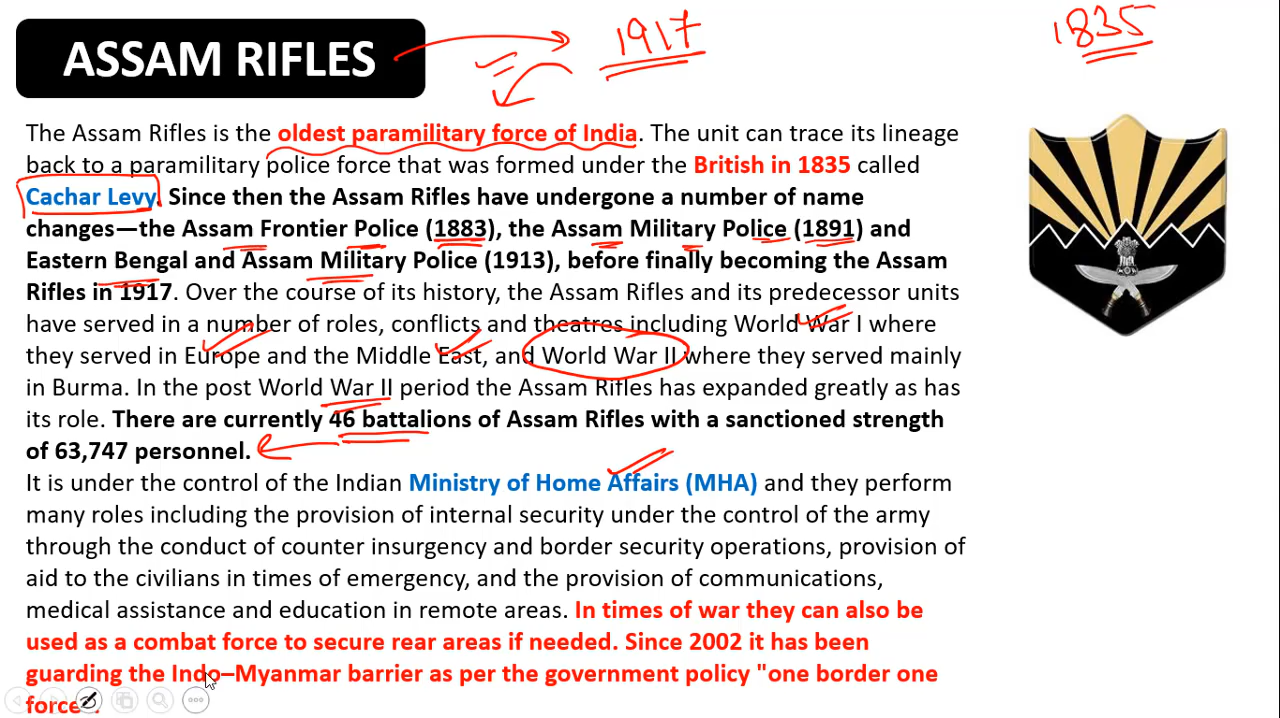 ASSAM RIFLES
1917
1835
The Assam Rifles is the oldest paramilitary force of India. The unit can trace its lineage
back to a paramilitary police force that was formed under the British in 1835 called
Cachar Levy. Since then the Assam Rifles have undergone a number of name
changes—the Assam Frontier Police (1883), the Assam Military Police (1891) and
Eastern Bengal and Assam Military Police (1913), before finally becoming the Assam
Rifles in 1917. Over the course of its history, the Assam Rifles and its predecessor units
have served in a number of roles, conflicts and theatres including World War I where
they served in Europe and the Middle East, and World War II where they served mainly
in Burma. In the post World War II period the Assam Rifles has expanded greatly as has
its role. There are currently 46 battalions of Assam Rifles with a sanctioned strength
of 63,747 personnel.
It is under the control of the Indian Ministry of Home Affairs (MHA) and they perform
many roles including the provision of internal security under the control of the army
through the conduct of counter insurgency and border security operations, provision of
aid to the civilians in times of emergency, and the provision of communications,
medical assistance and education in remote areas. In times of war they can also be
used as a combat force to secure rear areas if needed. Since 2002 it has been
guarding the Indo–Myanmar barrier as per the government policy "one border one
force".